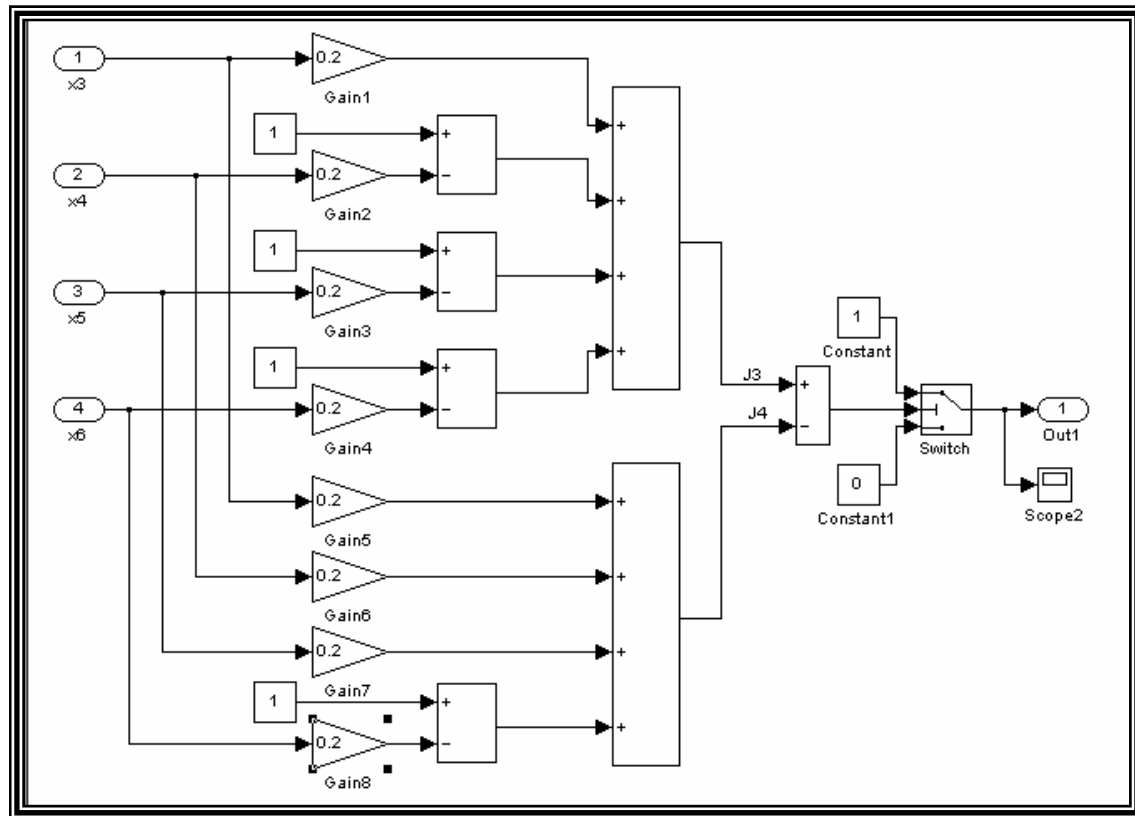 1
x3
0.2
Gain1
1
+
2
x4
0.2
−
Gain2
+
+
1
+
3
x5
0.2
−
Gain3
+
1
+
4
x6
0.2
−
Gain4
+
J3
+
J4
−
1
Constant
Switch
1
Out1
0
Constant1
Scope2
0.2
Gain5
+
0.2
Gain6
+
0.2
Gain7
+
1
+
0.2
−
Gain8
+